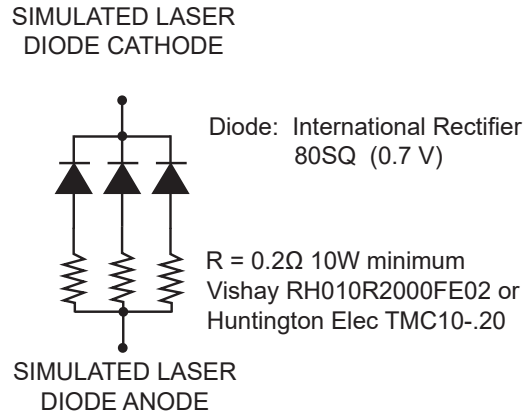 SIMULATED LASER
DIODE CATHODE
Diode: International Rectifier
80SQ (0.7 V)
R = 0.2Ω 10W minimum
Vishay RH010R2000FE02 or
Huntington Elec TMC10-.20
SIMULATED LASER
DIODE ANODE